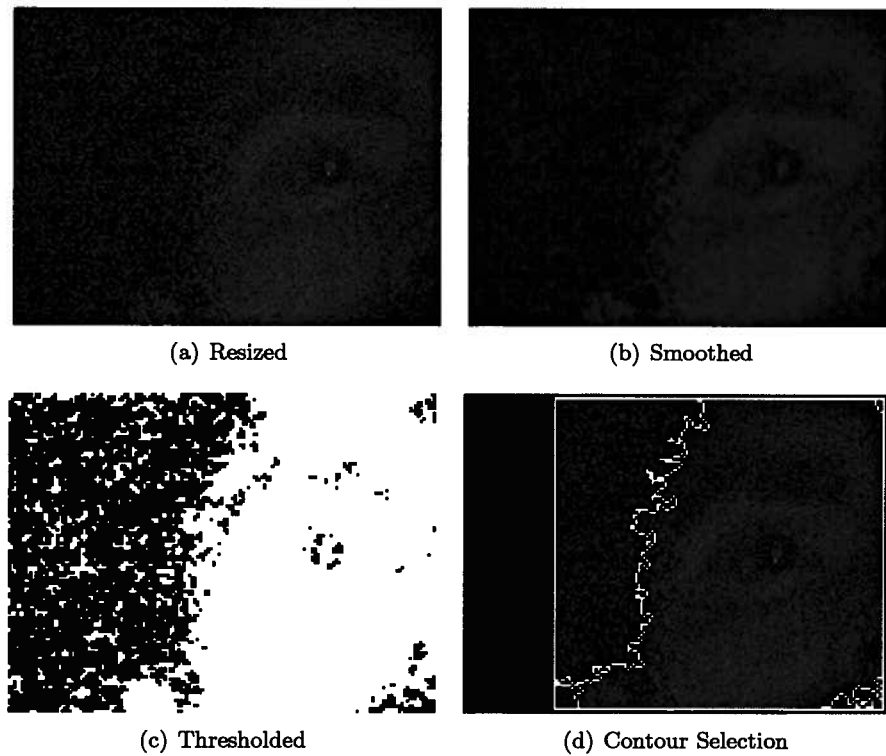 (a) Resized
(b) Smoothed
(c) Thresholded
(d) Contour Selection